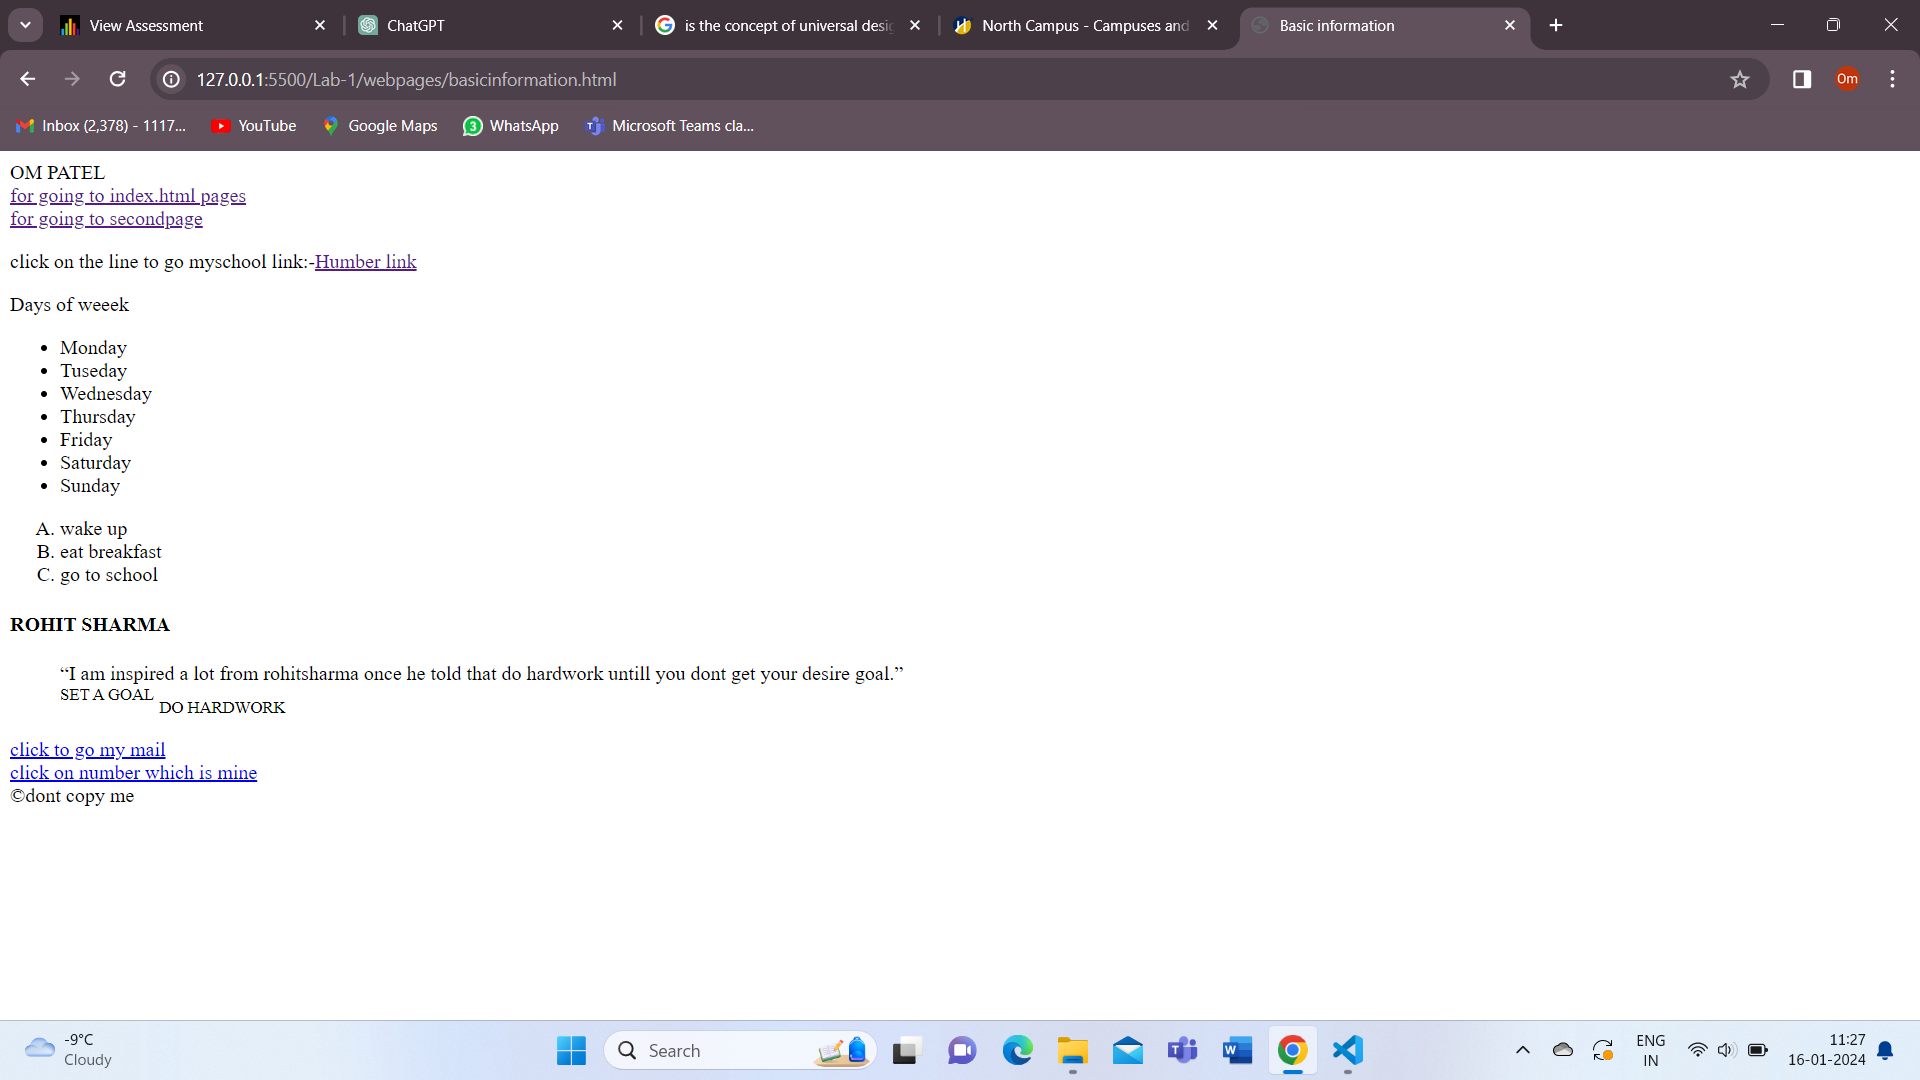 View Assessment
ChatGPT
is the concept of universal desig
North Campus - Campuses and
Basic information
127.0.0.1:5500/Lab-1/webpages/basicinformation.html
Om
Inbox (2,378) - 1117...
YouTube
Google Maps
3 WhatsApp
Microsoft Teams cla...
OM PATEL
for going to index.html pages
for going to secondpage
click on the line to go myschool link:-Humber link
Days of weeek
• Monday
• Tuseday
• Wednesday
• Thursday
• Friday
• Saturday
• Sunday
A. wake up
B. eat breakfast
C. go to school
ROHIT SHARMA
“I am inspired a lot from rohitsharma once he told that do hardwork untill you dont get your desire goal.”
SET A GOAL
DO HARDWORK
click to go my mail
click on number which is mine
©dont copy me
-9°C
Cloudy
Search
ENG
IN
11:27
16-01-2024